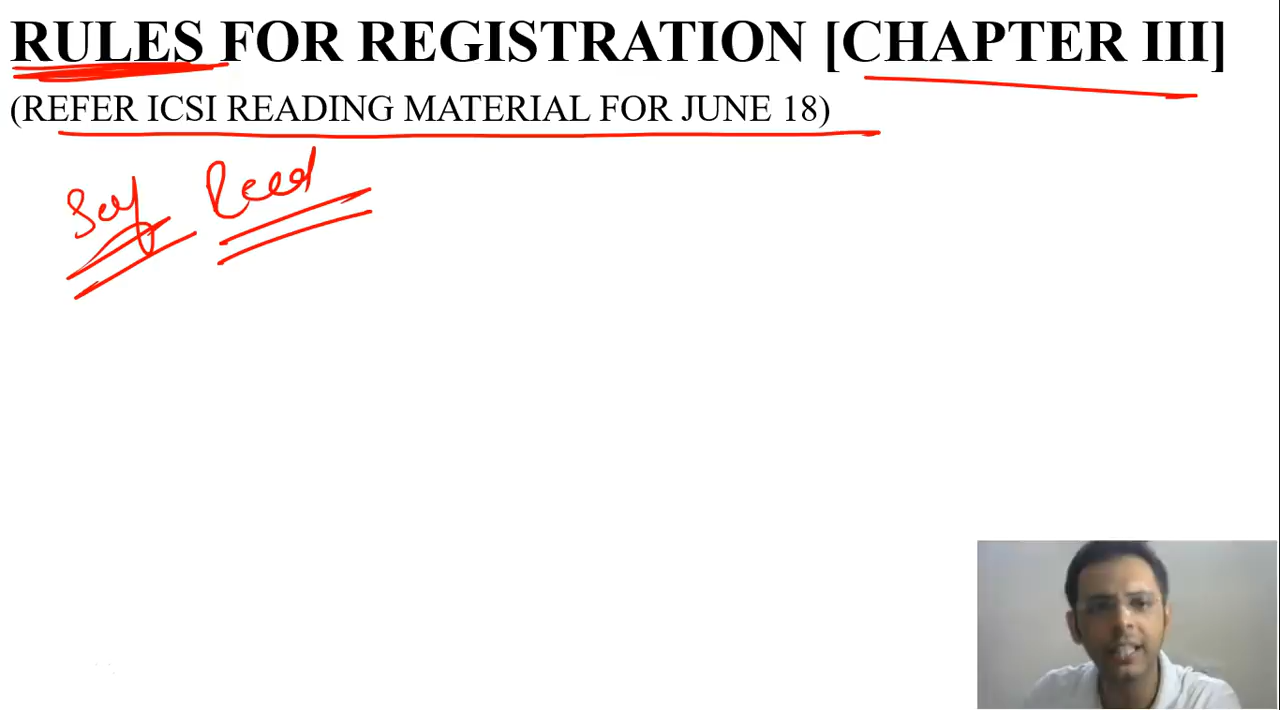 RULES FOR REGISTRATION [CHAPTER III]
(REFER ICSI READING MATERIAL FOR JUNE 18)
Self Read